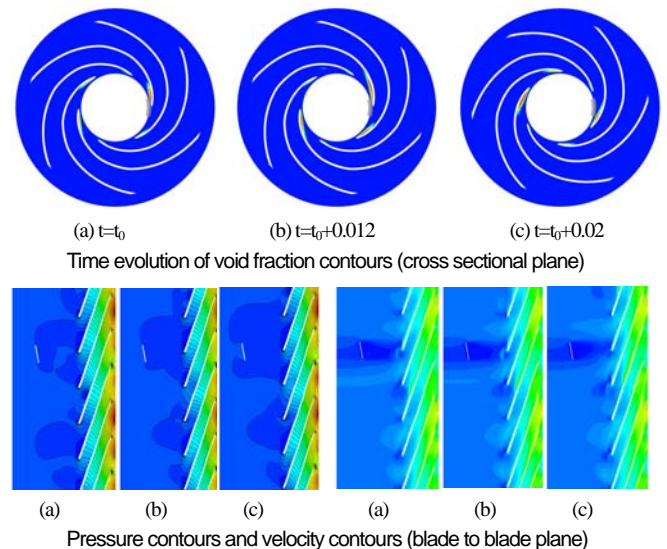 (a) t=t₀ (b) t=t₀+0.012 (c) t=t₀+0.02
Time evolution of void fraction contours (cross sectional plane)
(a) (b) (c) (a) (b) (c)
Pressure contours and velocity contours (blade to blade plane)